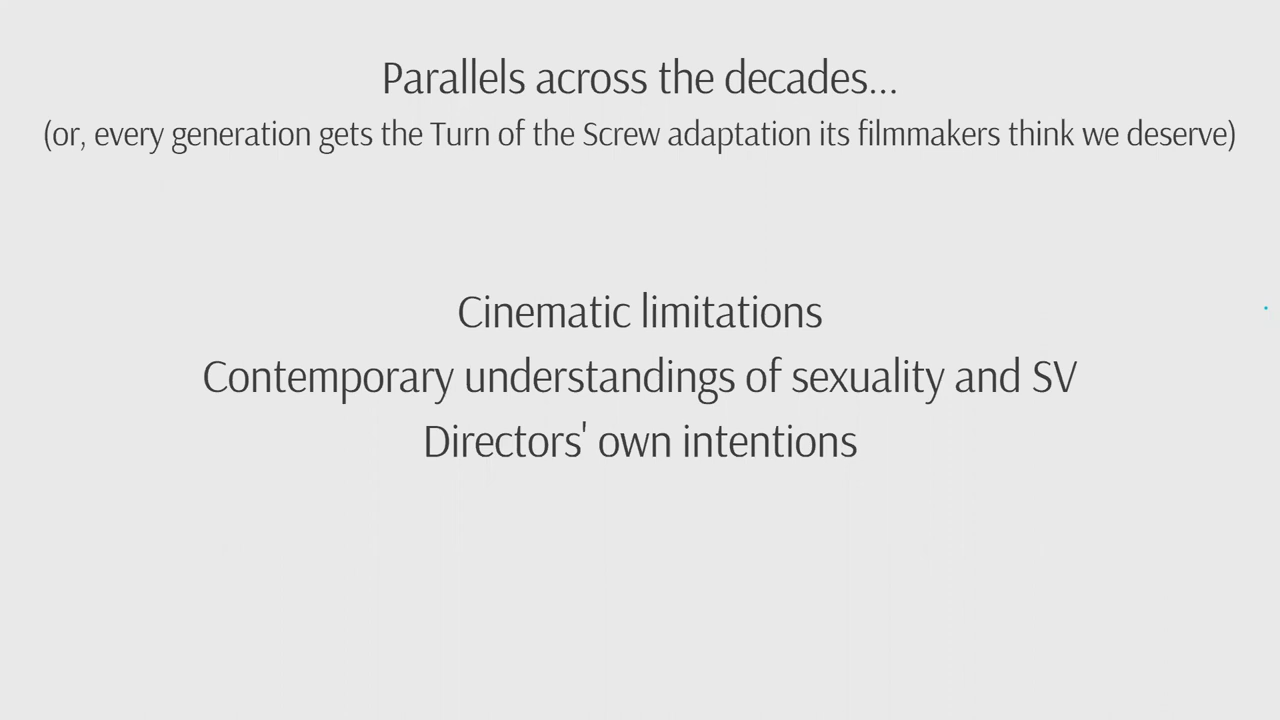 Parallels across the decades...
(or, every generation gets the Turn of the Screw adaptation its filmmakers think we deserve)
Cinematic limitations
Contemporary understandings of sexuality and SV
Directors' own intentions